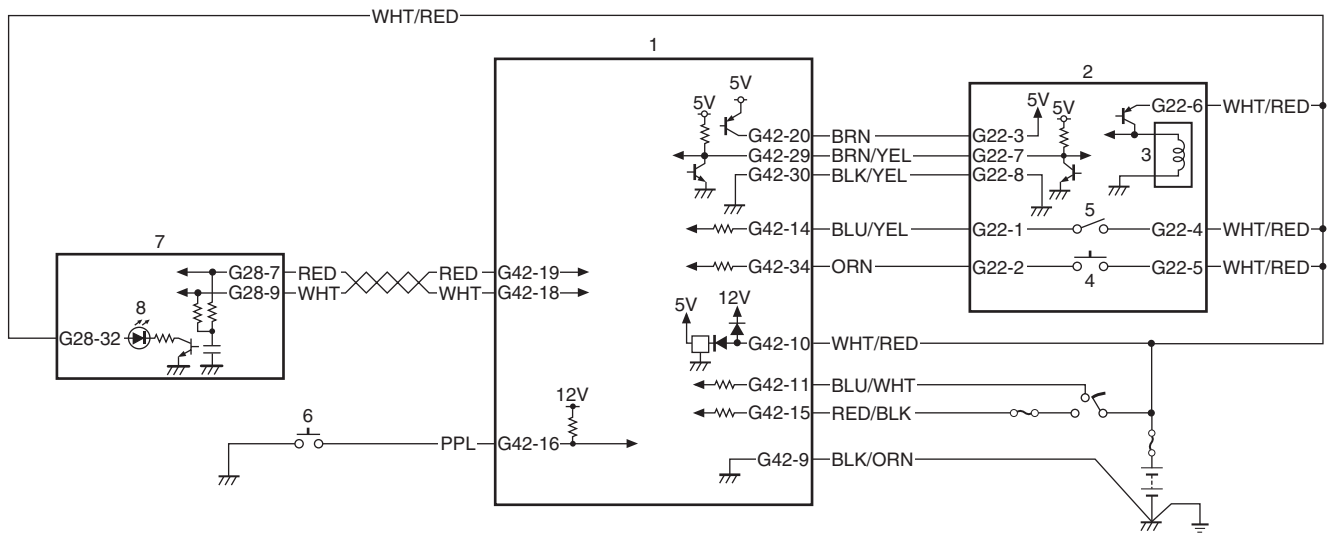 WHT/RED
1
2
5V
5V
5V 5V
G22-6 WHT/RED
G42-20 BRN G22-3
G42-29 BRN/YEL G22-7
3
G42-30 BLK/YEL G22-8
5
G42-14 BLU/YEL G22-1 G22-4 WHT/RED
7
G28-7 RED RED G42-19
G42-34 ORN G22-2 G22-5 WHT/RED
4
G28-9 WHT WHT G42-18
8
5V 12V
G28-32
G42-10 WHT/RED
G42-11 BLU/WHT
12V
G42-15 RED/BLK
6
PPL G42-16
G42-9 BLK/ORN